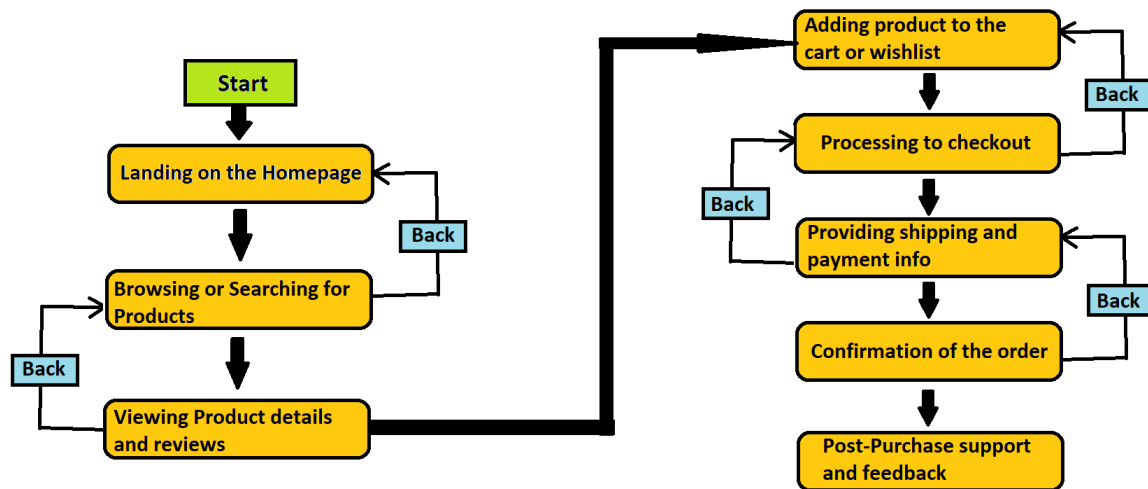 Start
Landing on the Homepage
Back
Browsing or Searching for
Products
Back
Viewing Product details
and reviews
Adding product to the
cart or wishlist
Back
Processing to checkout
Back
Providing shipping and
payment info
Back
Confirmation of the order
Post-Purchase support
and feedback